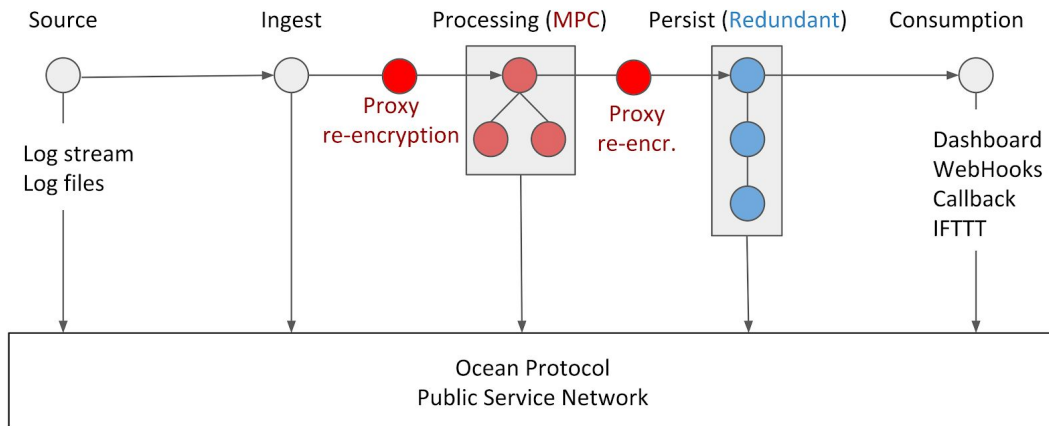 Source
Ingest
Processing (MPC)
Persist (Redundant)
Consumption
Proxy
re-encryption
Proxy
re-encr.
Log stream
Log files
Dashboard
WebHooks
Callback
IFTTT
Ocean Protocol
Public Service Network